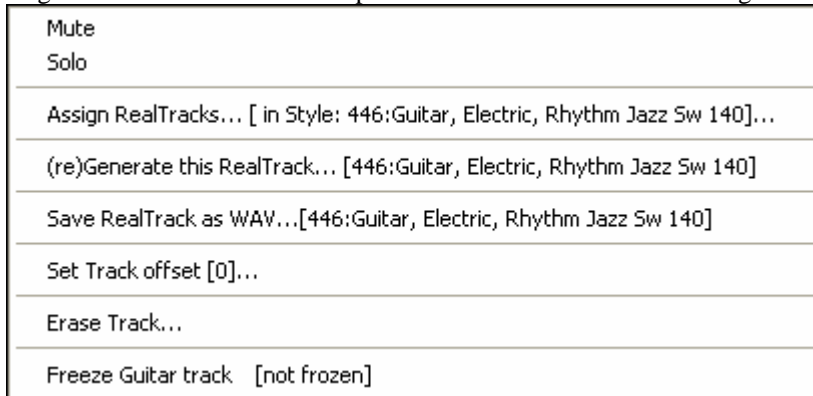 Mute
Solo
Assign RealTracks... [ in Style: 446:Guitar, Electric, Rhythm Jazz Sw 140]...
(re)Generate this RealTrack... [446:Guitar, Electric, Rhythm Jazz Sw 140]
Save RealTrack as WAV...[446:Guitar, Electric, Rhythm Jazz Sw 140]
Set Track offset [0]...
Erase Track...
Freeze Guitar track [not frozen]